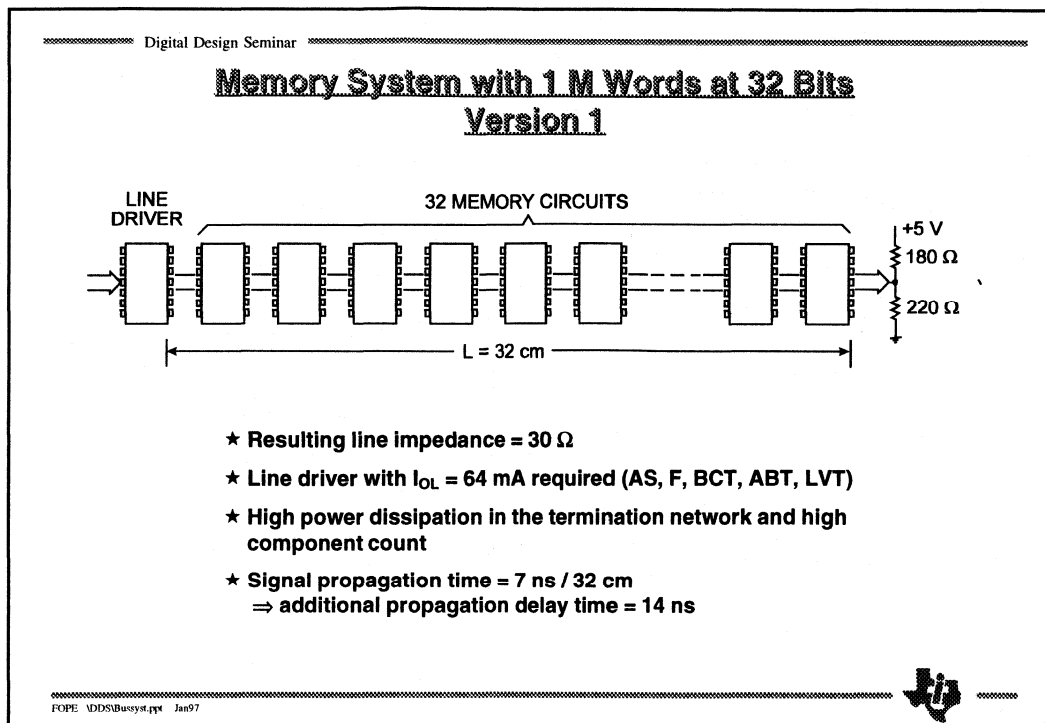 Digital Design Seminar
Memory System with 1 M Words at 32 Bits
Version 1
LINE
DRIVER
32 MEMORY CIRCUITS
+5 V
180 Ω
220 Ω
L = 32 cm
★ Resulting line impedance = 30 Ω
★ Line driver with IOL = 64 mA required (AS, F, BCT, ABT, LVT)
★ High power dissipation in the termination network and high
component count
★ Signal propagation time = 7 ns / 32 cm
⇒ additional propagation delay time = 14 ns
FOPE \DDS\Bussyst.ppt Jan97
ti